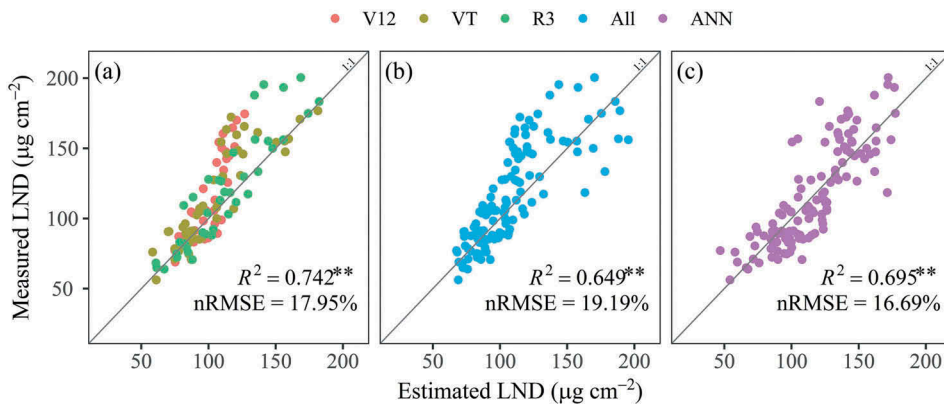 V12 VT R3 All ANN
(a) 1:1 (b) 1:1 (c) 1:1
Measured LND (μg cm⁻²)
200
150
100
50
R² = 0.742**
nRMSE = 17.95%
R² = 0.649**
nRMSE = 19.19%
R² = 0.695**
nRMSE = 16.69%
50 100 150 200 50 100 150 200 50 100 150 200
Estimated LND (μg cm⁻²)